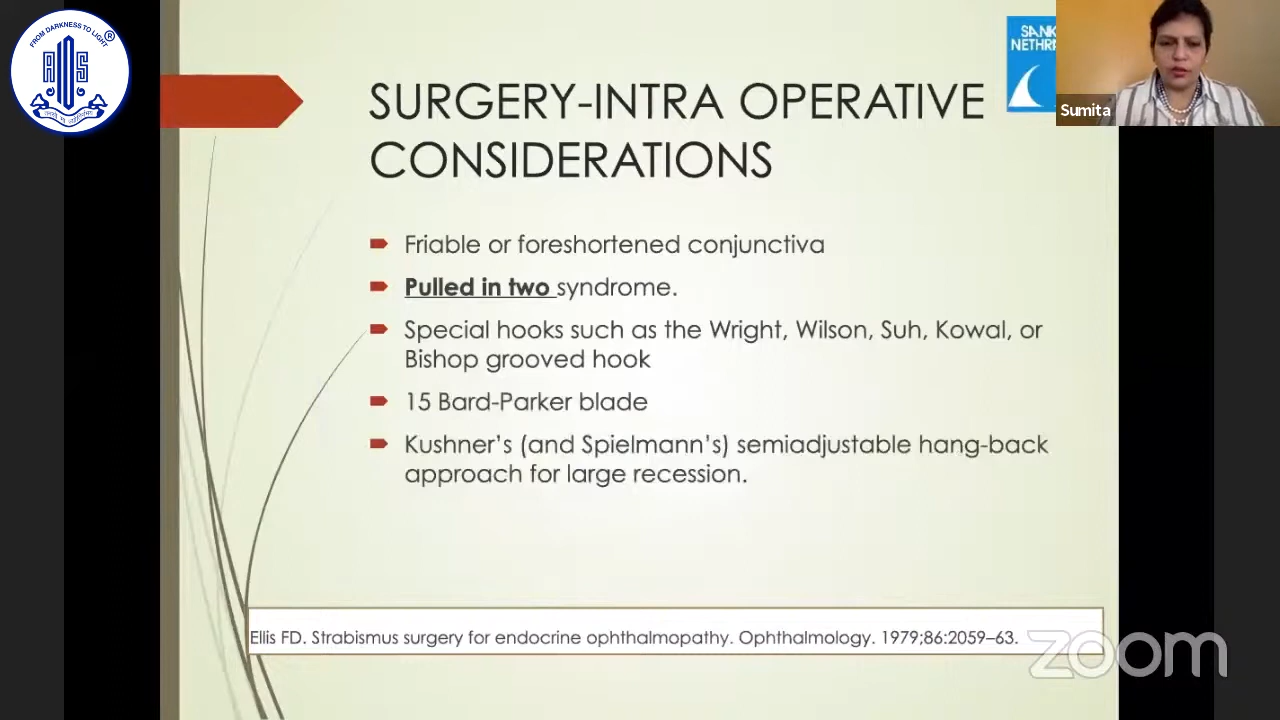 FROM DARKNESS TO LIGHT
AIOS
SANK
NETHR
Sumita
SURGERY-INTRA OPERATIVE
CONSIDERATIONS
Friable or foreshortened conjunctiva
Pulled in two syndrome.
Special hooks such as the Wright, Wilson, Suh, Kowal, or
Bishop grooved hook
15 Bard-Parker blade
Kushner’s (and Spielmann’s) semiadjustable hang-back
approach for large recession.
Ellis FD. Strabismus surgery for endocrine ophthalmopathy. Ophthalmology. 1979;86:2059–63.
zoom